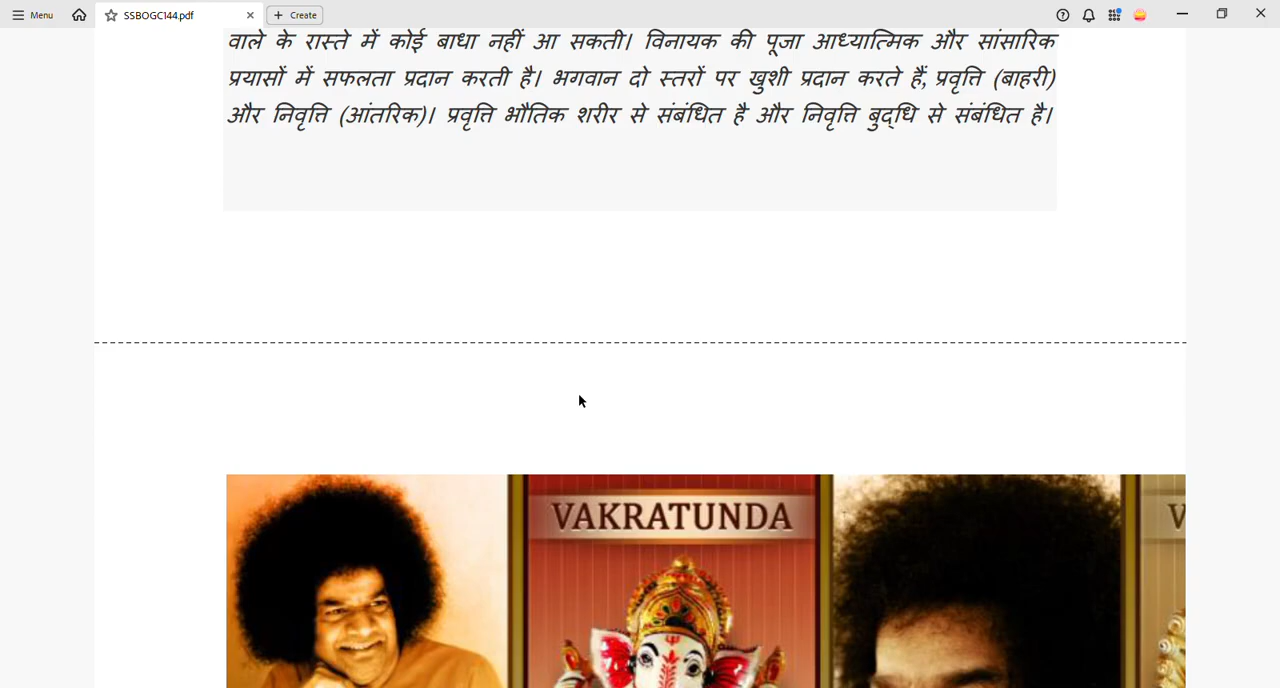 Menu
SSBOGC144.pdf
Create
वाले के रास्ते में कोई बाधा नहीं आ सकती। विनायक की पूजा आध्यात्मिक और सांसारिक
प्रयासों में सफलता प्रदान करती है। भगवान दो स्तरों पर खुशी प्रदान करते हैं, प्रवृत्ति (बाहरी)
और निवृत्ति (आंतरिक)। प्रवृत्ति भौतिक शरीर से संबंधित है और निवृत्ति बुद्धि से संबंधित है।
VAKRATUNDA